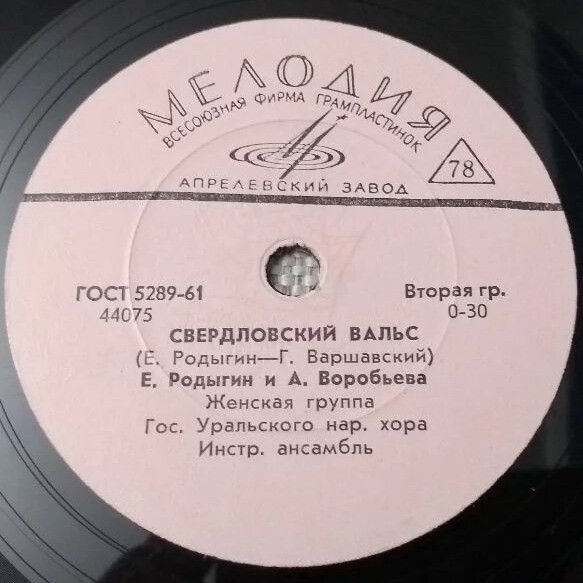 МЕЛОДИЯ
ВСЕСОЮЗНАЯ ФИРМА ГРАМПЛАСТИНОК
78
АПРЕЛЕВСКИЙ ЗАВОД
ГОСТ 5289-61 Вторая гр.
44075 0-30
СВЕРДЛОВСКИЙ ВАЛЬС
(Е. Родыгин—Г. Варшавский)
Е. Родыгин и А. Воробьева
Женская группа
Гос. Уральского нар. хора
Инстр. ансамбль